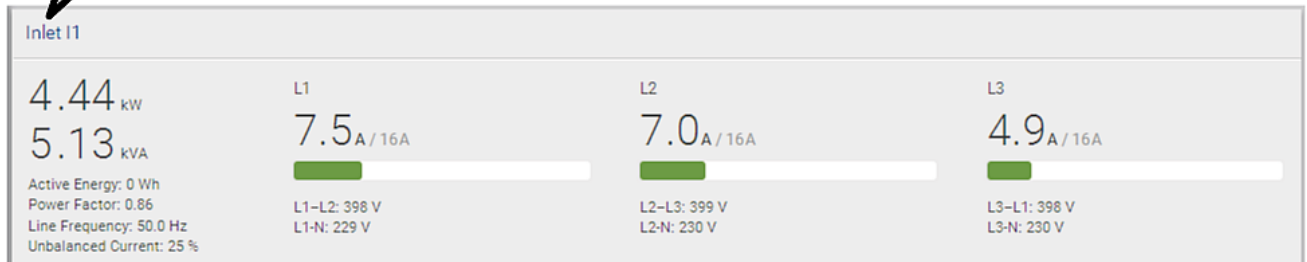 Inlet I1
4.44 kW
5.13 kVA
Active Energy: 0 Wh
Power Factor: 0.86
Line Frequency: 50.0 Hz
Unbalanced Current: 25 %
L1
7.5 A / 16A
L1–L2: 398 V
L1-N: 229 V
L2
7.0 A / 16A
L2–L3: 399 V
L2-N: 230 V
L3
4.9 A / 16A
L3–L1: 398 V
L3-N: 230 V